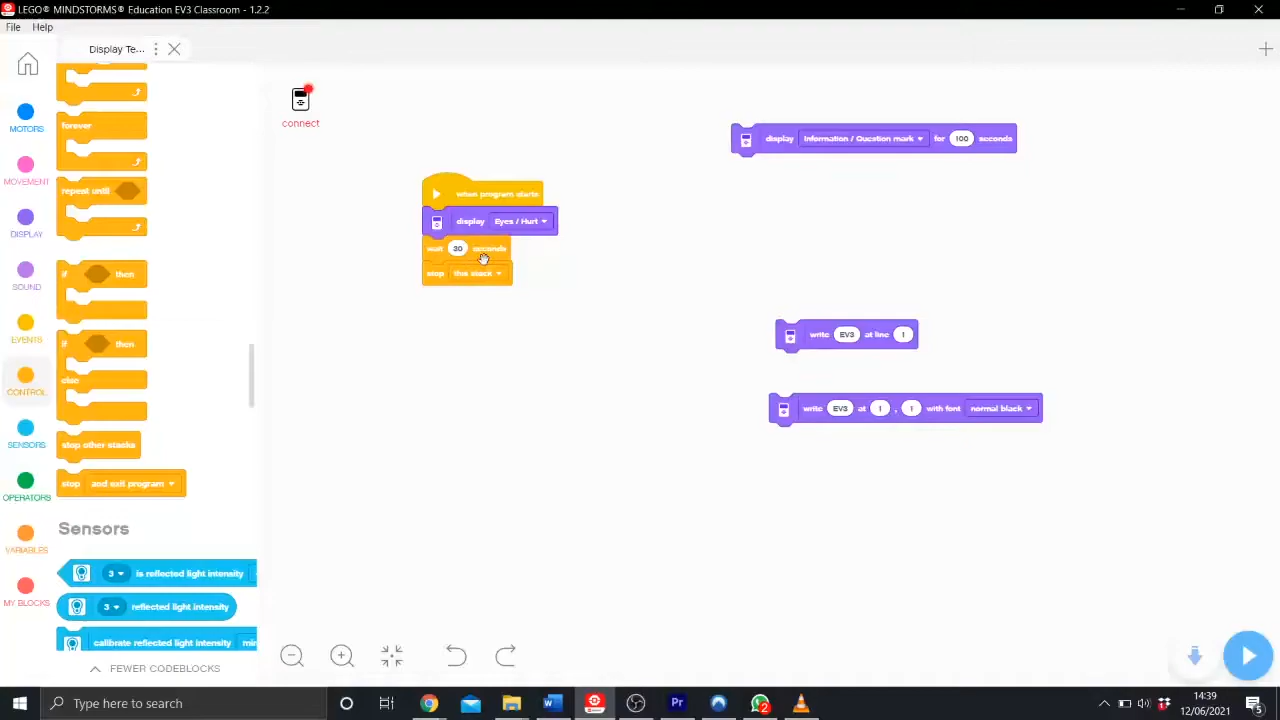 LEGO® MINDSTORMS® Education EV3 Classroom - 1.2.2
File Help
Display Te...
MOTORS
MOVEMENT
DISPLAY
SOUND
EVENTS
CONTROL
SENSORS
OPERATORS
VARIABLES
MY BLOCKS
forever
repeat until
if then
if then
else
stop other stacks
stop and exit program
Sensors
3 is reflected light intensity
3 reflected light intensity
calibrate reflected light intensity
FEWER CODEBLOCKS
connect
when program starts
display Eyes / Hurt
wait 30 seconds
stop this stack
display Information / Question mark for 100 seconds
write EV3 at line 1
write EV3 at 1 , 1 with font normal black
Type here to search
14:39
12/06/2021
2
5